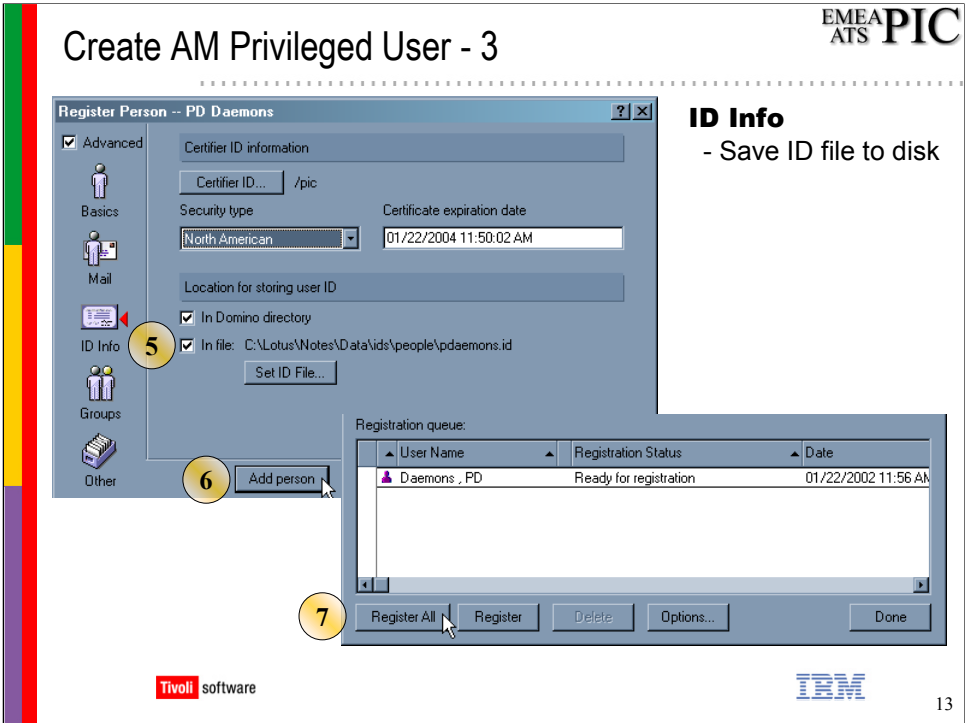 Create AM Privileged User - 3
EMEA
ATS PIC
Register Person -- PD Daemons
Advanced
Basics
Mail
ID Info
Groups
Other
Certifier ID information
Certifier ID... /pic
Security type
Certificate expiration date
North American
01/22/2004 11:50:02 AM
Location for storing user ID
In Domino directory
5
In file: C:\Lotus\Notes\Data\ids\people\pdaemons.id
Set ID File...
6
Add person
ID Info
- Save ID file to disk
Registration queue:
User Name Registration Status Date
Daemons , PD Ready for registration 01/22/2002 11:56 AM
7
Register All Register Delete Options... Done
Tivoli software
IBM
13